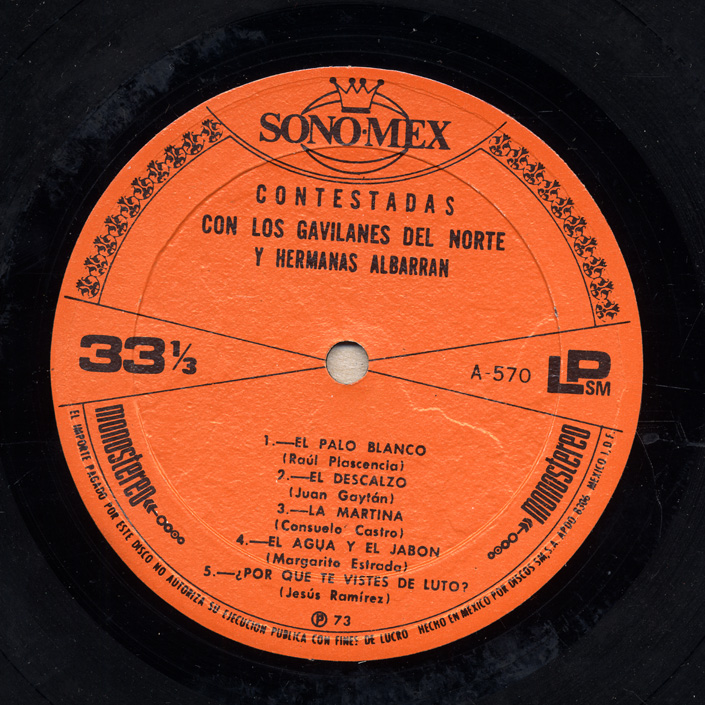 SONO-MEX
CONTESTADAS
CON LOS GAVILANES DEL NORTE
Y HERMANAS ALBARRAN
33 1/3
A-570
LP
SM
monostereo
monostereo
1.—EL PALO BLANCO
(Raúl Plascencia)
2.—EL DESCALZO
(Juan Gaytán)
3.—LA MARTINA
(Consuelo Castro)
4.—EL AGUA Y EL JABON
(Margarito Estrada)
5.—¿POR QUE TE VISTES DE LUTO?
(Jesús Ramírez)
Ⓟ 73
EL IMPORTE PAGADO POR ESTE DISCO NO AUTORIZA SU EJECUCION PUBLICA CON FINES DE LUCRO HECHO EN MEXICO POR DISCOS SM, S.A. APDO 8306 MEXICO 1, D.F.